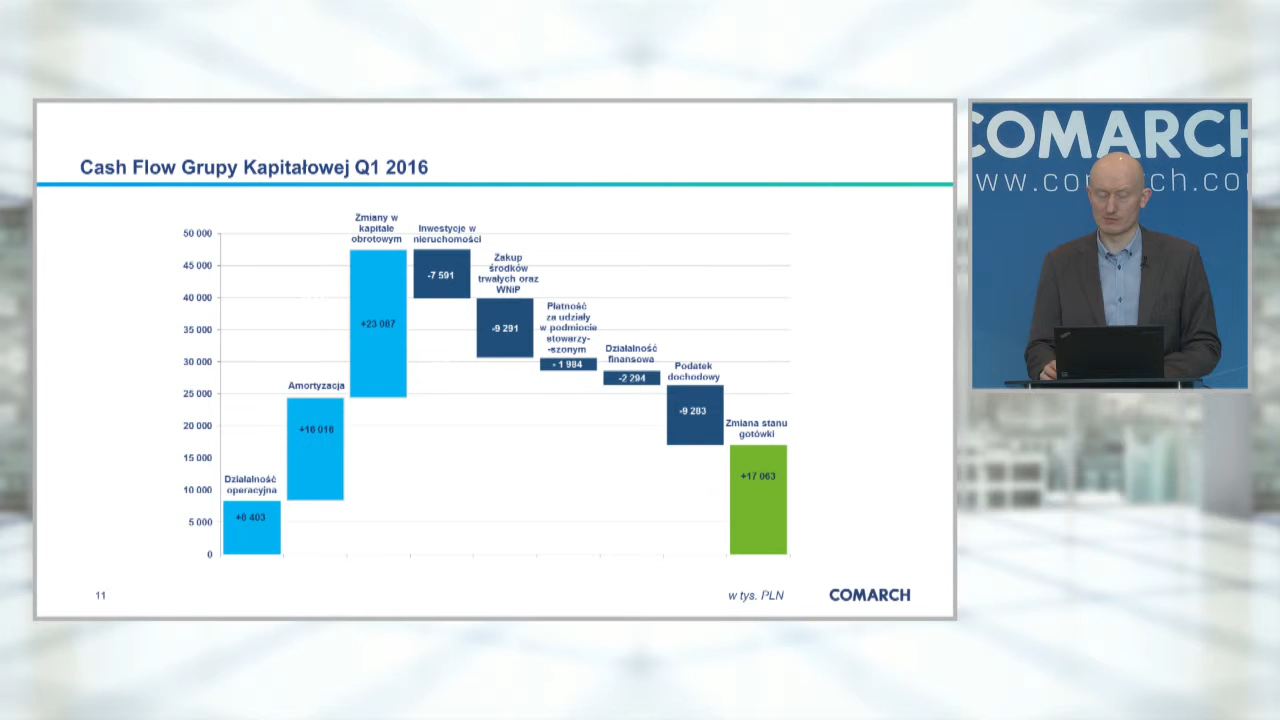 Cash Flow Grupy Kapitałowej Q1 2016
50 000
45 000
40 000
35 000
30 000
25 000
20 000
15 000
10 000
5 000
0
Działalność
operacyjna
+8 403
Amortyzacja
+16 016
Zmiany w
kapitale
obrotowym
+23 087
Inwestycje w
nieruchomości
-7 591
Zakup
środków
trwałych oraz
WNiP
-9 291
Płatność
za udziały
w podmiocie
stowarzy-
-szonym
- 1 984
Działalność
finansowa
-2 294
Podatek
dochodowy
-9 283
Zmiana stanu
gotówki
+17 063
11
w tys. PLN
COMARCH
COMARCH